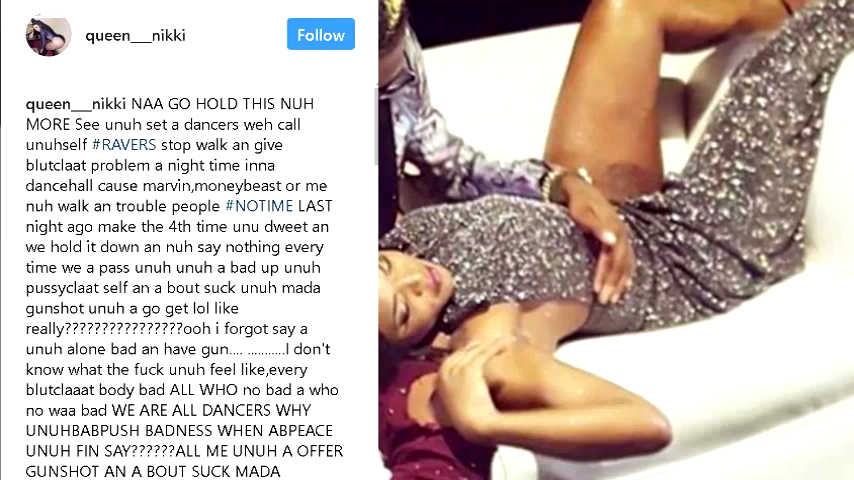 queen___nikki
Follow
queen___nikki NAA GO HOLD THIS NUH
MORE See unuh set a dancers weh call
unuhself #RAVERS stop walk an give
blutclaat problem a night time inna
dancehall cause marvin,moneybeast or me
nuh walk an trouble people #NOTIME LAST
night ago make the 4th time unu dweet an
we hold it down an nuh say nothing every
time we a pass unuh unuh a bad up unuh
pussyclaat self an a bout suck unuh mada
gunshot unuh a go get lol like
really????????????????ooh i forgot say a
unuh alone bad an have gun.... ...........I don't
know what the fuck unuh feel like,every
blutclaaat body bad ALL WHO no bad a who
no waa bad WE ARE ALL DANCERS WHY
UNUHBABPUSH BADNESS WHEN ABPEACE
UNUH FIN SAY??????ALL ME UNUH A OFFER
GUNSHOT AN A BOUT SUCK MADA